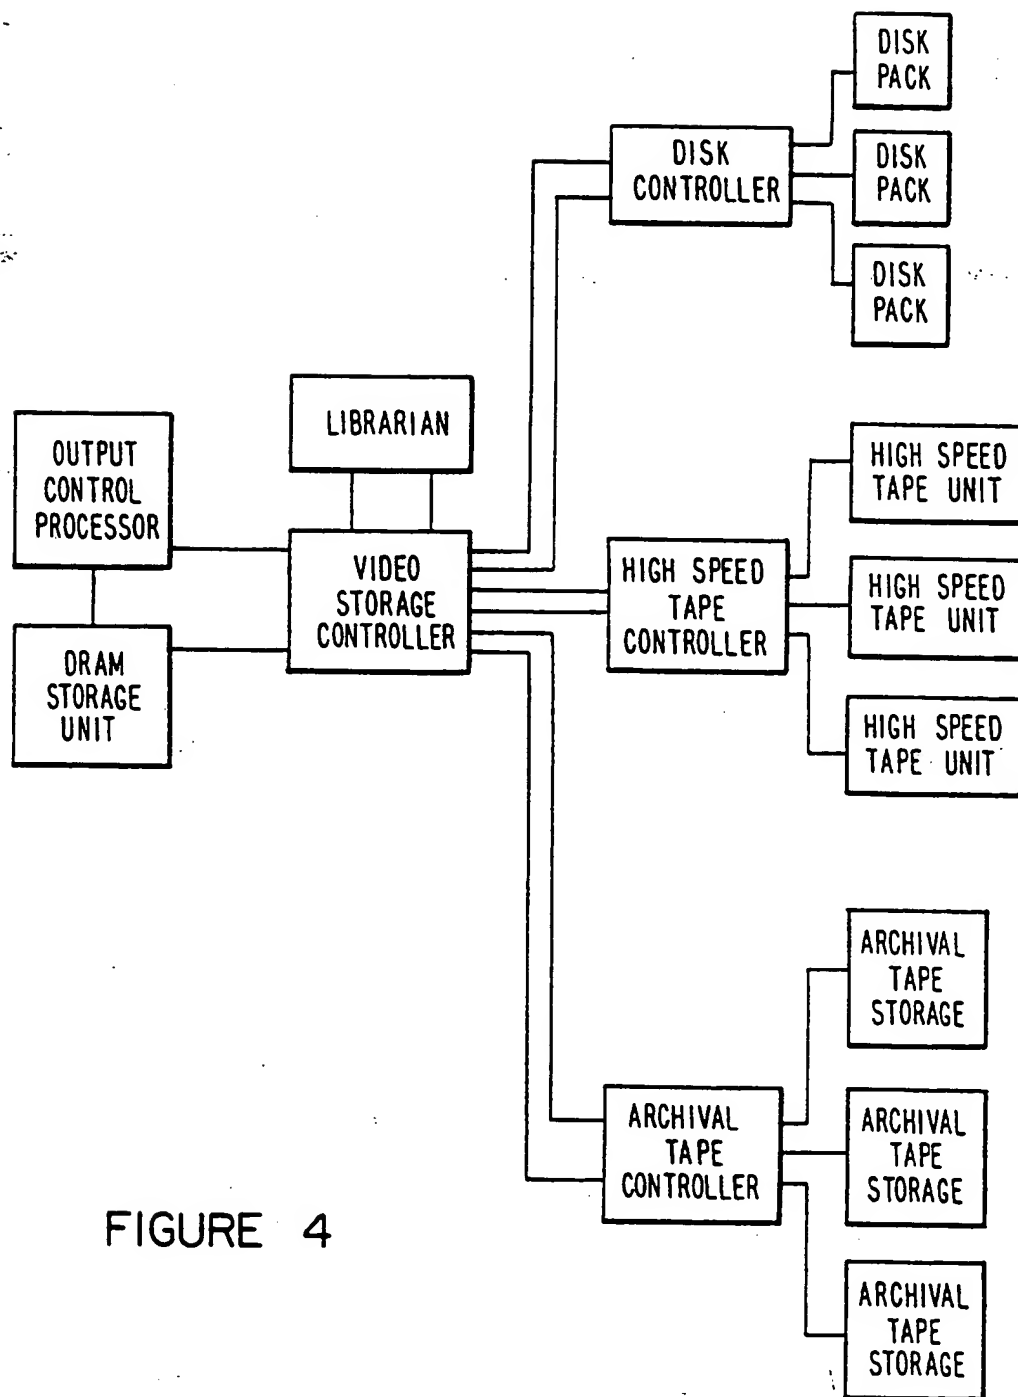 DISK
PACK
DISK
CONTROLLER
DISK
PACK
DISK
PACK
LIBRARIAN
OUTPUT
CONTROL
PROCESSOR
VIDEO
STORAGE
CONTROLLER
DRAM
STORAGE
UNIT
HIGH SPEED
TAPE UNIT
HIGH SPEED
TAPE
CONTROLLER
HIGH SPEED
TAPE UNIT
HIGH SPEED
TAPE UNIT
ARCHIVAL
TAPE
STORAGE
ARCHIVAL
TAPE
CONTROLLER
ARCHIVAL
TAPE
STORAGE
ARCHIVAL
TAPE
STORAGE
FIGURE 4